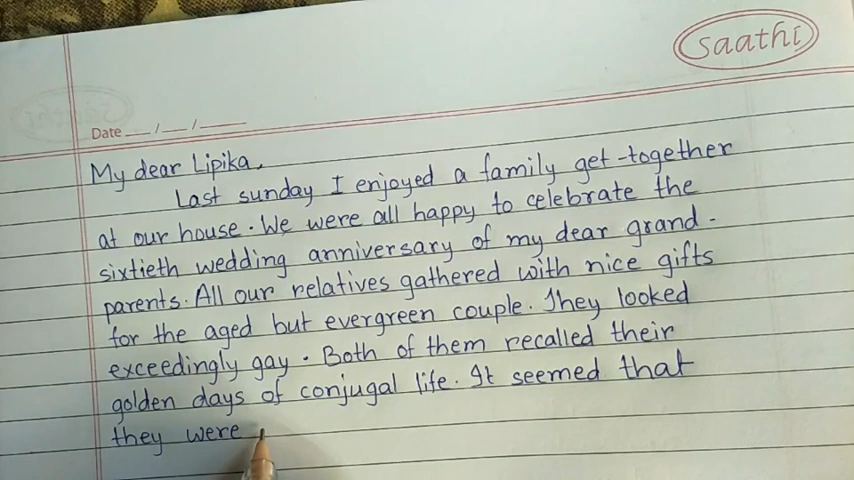 Saathi
Date __/__/____
My dear Lipika,
Last sunday I enjoyed a family get-together
at our house. We were all happy to celebrate the
sixtieth wedding anniversary of my dear grand-
parents. All our relatives gathered with nice gifts
for the aged but evergreen couple. They looked
exceedingly gay. Both of them recalled their
golden days of conjugal life. It seemed that
they were